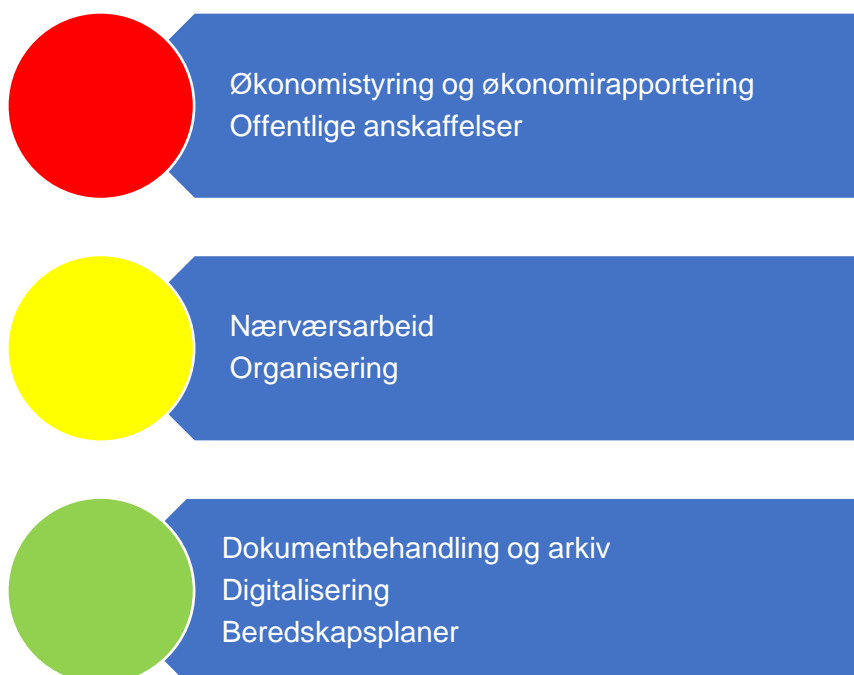 Økonomistyring og økonomirapportering
Offentlige anskaffelser
Nærværsarbeid
Organisering
Dokumentbehandling og arkiv
Digitalisering
Beredskapsplaner